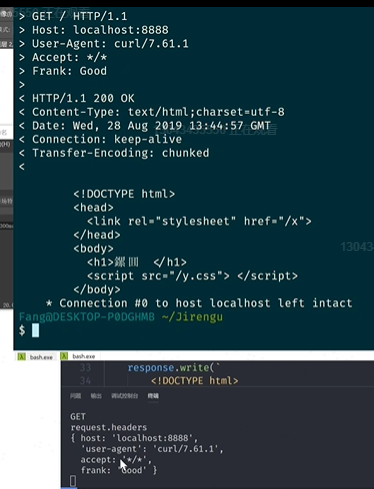 > GET / HTTP/1.1
> Host: localhost:8888
> User-Agent: curl/7.61.1
> Accept: */*
> Frank: Good
>
< HTTP/1.1 200 OK
< Content-Type: text/html;charset=utf-8
< Date: Wed, 28 Aug 2019 13:44:57 GMT
< Connection: keep-alive
< Transfer-Encoding: chunked
<
<!DOCTYPE html>
<head>
<link rel="stylesheet" href="/x">
</head>
<body>
<h1> </h1>
<script src="/y.css"> </script>
</body>
* Connection #0 to host localhost left intact
Fang@DESKTOP-P0DGHMB ~/Jirengu
$
bash.exe
bash.exe
33 response.write(`
34 <!DOCTYPE html>
问题 输出 调试控制台 终端
GET
request.headers
{ host: 'localhost:8888',
'user-agent': 'curl/7.61.1',
accept: '*/*',
frank: 'Good' }